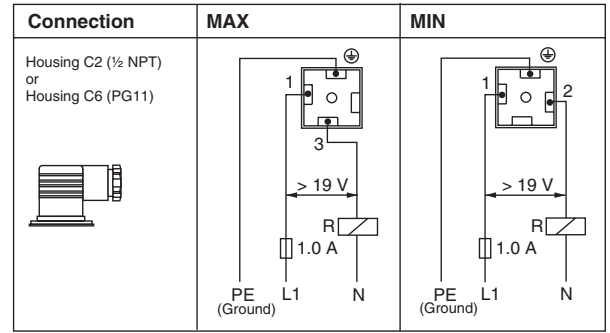 Connection
MAX
MIN
Housing C2 (½ NPT)
or
Housing C6 (PG11)
1
3
> 19 V
R
1.0 A
PE
(Ground)
L1
N
1
2
> 19 V
R
1.0 A
PE
(Ground)
L1
N